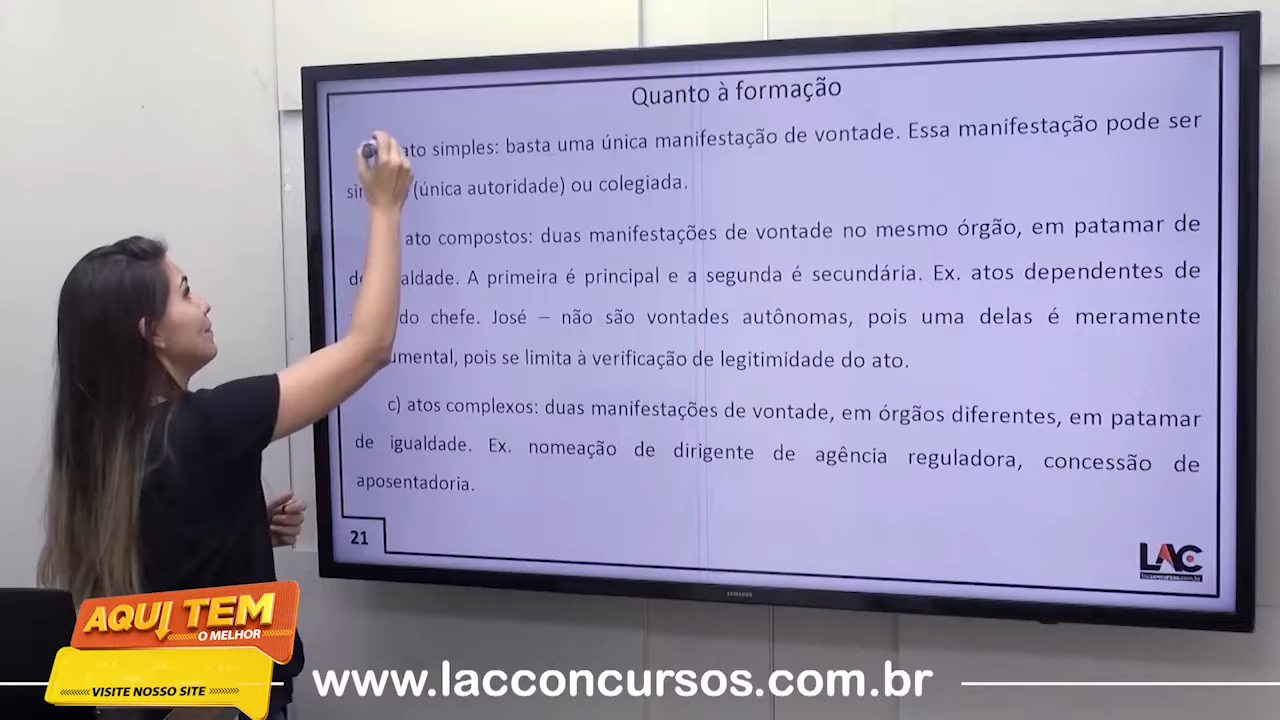 Quanto à formação
ato simples: basta uma única manifestação de vontade. Essa manifestação pode ser
(única autoridade) ou colegiada.
ato compostos: duas manifestações de vontade no mesmo órgão, em patamar de
A primeira é principal e a segunda é secundária. Ex. atos dependentes de
do chefe. José – não são vontades autônomas, pois uma delas é meramente
pois se limita à verificação de legitimidade do ato.
c) atos complexos: duas manifestações de vontade, em órgãos diferentes, em patamar
de igualdade. Ex. nomeação de dirigente de agência reguladora, concessão de
aposentadoria.
21
LAC
lacconcursos.com.br
SAMSUNG
AQUI TEM
O MELHOR
VISITE NOSSO SITE
www.lacconcursos.com.br